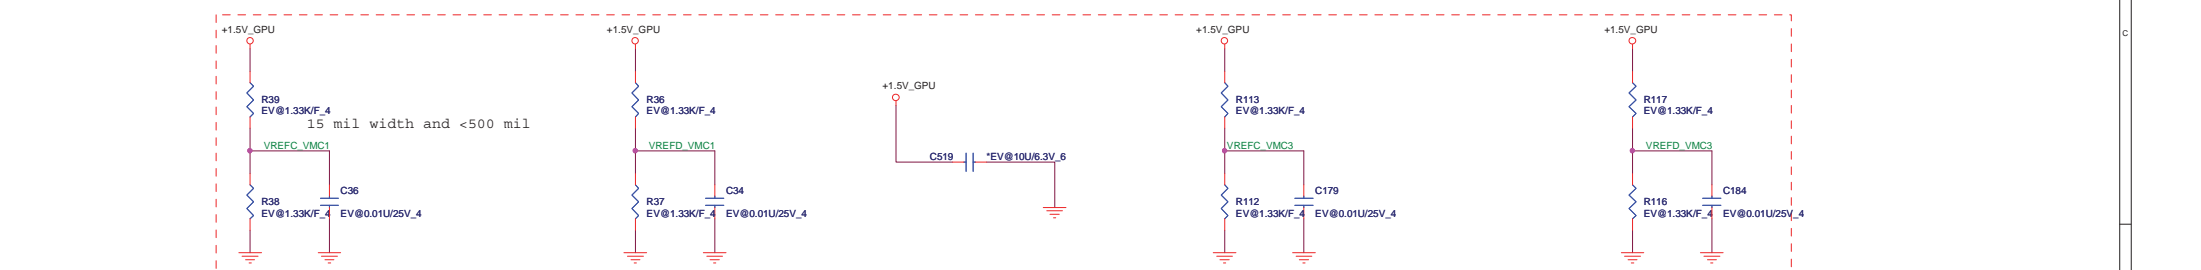 +1.5V_GPU
+1.5V_GPU
+1.5V_GPU
+1.5V_GPU
C
+1.5V_GPU
R39
EV@1.33K/F_4
R36
EV@1.33K/F_4
R113
EV@1.33K/F_4
R117
EV@1.33K/F_4
15 mil width and <500 mil
VREFC_VMC1
VREFD_VMC1
VREFC_VMC3
VREFD_VMC3
C519
*EV@10U/6.3V_6
C36
C34
C179
C184
R38
EV@1.33K/F_4
EV@0.01U/25V_4
R37
EV@1.33K/F_4
EV@0.01U/25V_4
R112
EV@1.33K/F_4
EV@0.01U/25V_4
R116
EV@1.33K/F_4
EV@0.01U/25V_4